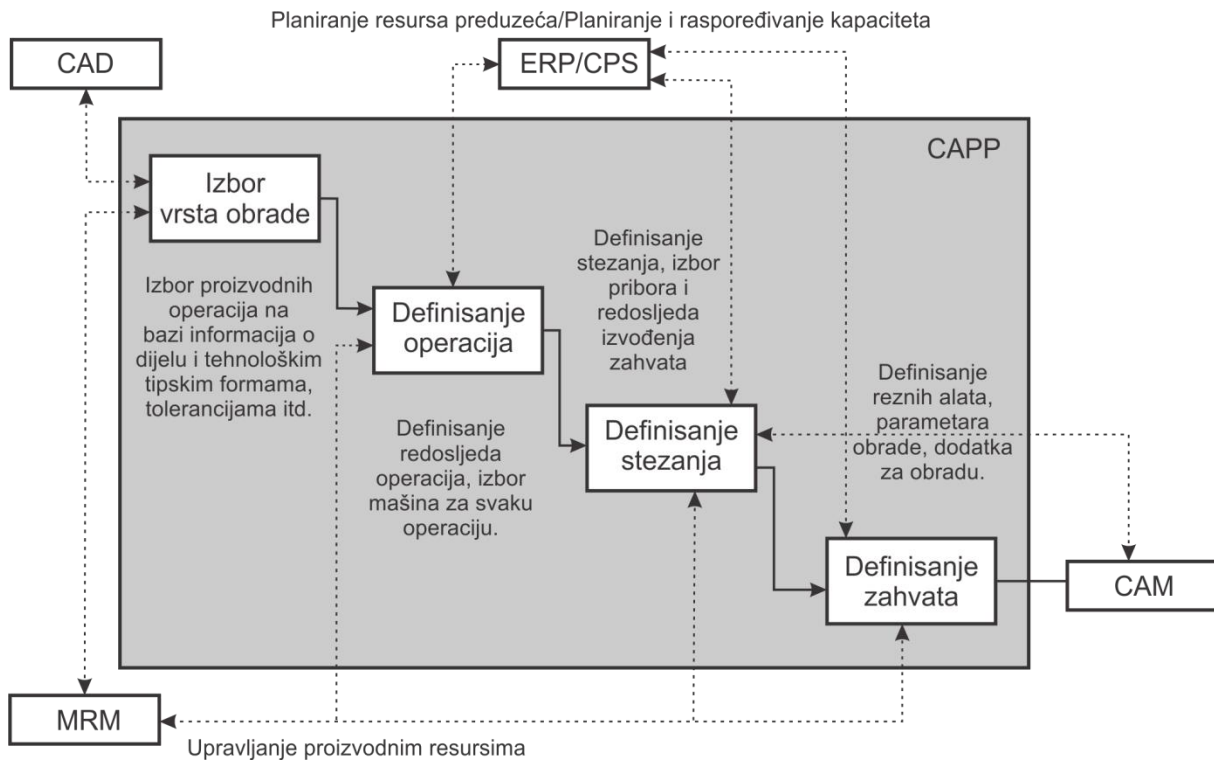 Planiranje resursa preduzeća/Planiranje i raspoređivanje kapaciteta
CAD
ERP/CPS
CAPP
Izbor
vrsta obrade
Izbor proizvodnih
operacija na
bazi informacija o
dijelu i tehnološkim
tipskim formama,
tolerancijama itd.
Definisanje
operacija
Definisanje
redosljeda
operacija, izbor
mašina za svaku
operaciju.
Definisanje
stezanja, izbor
pribora i
redosljeda
izvođenja
zahvata
Definisanje
stezanja
Definisanje
reznih alata,
parametara
obrade, dodatka
za obradu.
Definisanje
zahvata
CAM
MRM
Upravljanje proizvodnim resursima